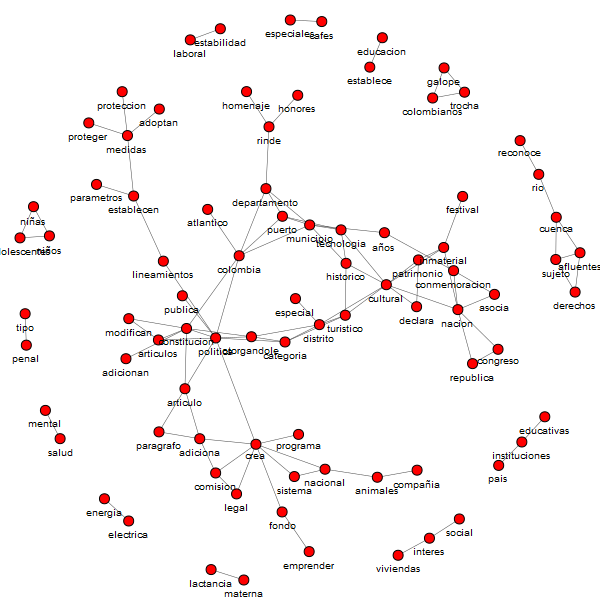 especiales
cafes
estabilidad
laboral
educacion
establece
galope
trocha
colombianos
proteccion
adoptan
homenaje
honores
proteger
medidas
rinde
reconoce
rio
parametros
establecen
departamento
festival
niñas
niños
olescentes
atlantico
puerto
municipio
tecnologia
años
cuenca
inmaterial
patrimonio
afluentes
sujeto
lineamientos
colombia
historico
conmemoracion
derechos
cultural
publica
especial
asocia
declara
nacion
tipo
penal
modifican
constitucion
distrito
turistico
articulos
politica
otorgandole
categoria
adicionan
congreso
republica
articulo
mental
salud
educativas
instituciones
pais
paragrafo
adiciona
crea
programa
comision
sistema
nacional
animales
compañia
legal
energia
electrica
fondo
social
interes
viviendas
emprender
lactancia
materna